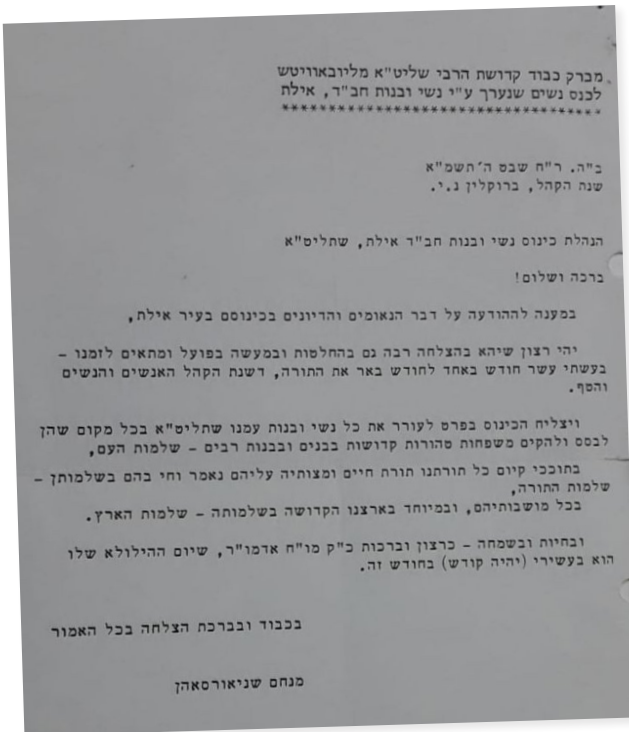 מברק כבוד קדושת הרבי שליט"א מליובאוויטש
לכנס נשים שנערך ע"י נשי ובנות חב"ד, אילת
***********************************
ב"ה. ר"ח שבט ה'תשמ"א
שנת הקהל, ברוקלין נ.י.
הנהלת כינוס נשי ובנות חב"ד אילת, שתליט"א
ברכה ושלום!
במענה לההודעה על דבר הנאומים והדיונים בכינוסם בעיר אילת,
יהי רצון שיהא בהצלחה רבה גם בהחלטות ובמעשה בפועל ומתאים לזמנו -
בעשתי עשר חודש באחד לחודש באר את התורה, דשנת הקהל האנשים והנשים
והטף.
ויצליח הכינוס בפרט לעורר את כל נשי ובנות עמנו שתליט"א בכל מקום שהן
לבסס ולהקים משפחות טהורות קדושות בבנים ובבנות רבים - שלמות העם,
בתוככי קיום כל תורתנו תורת חיים ומצותיה עליהם נאמר וחי בהם בשלמותן -
שלמות התורה,
בכל מושבותיהם, ובמיוחד בארצנו הקדושה בשלמותה - שלמות הארץ.
ובחיות ובשמחה - כרצון וברכות כ"ק מו"ח אדמו"ר, שיום ההילולא שלו
הוא בעשירי (יהיה קודש) בחודש זה.
בכבוד ובברכת הצלחה בכל האמור
מנחם שניאורסאהן